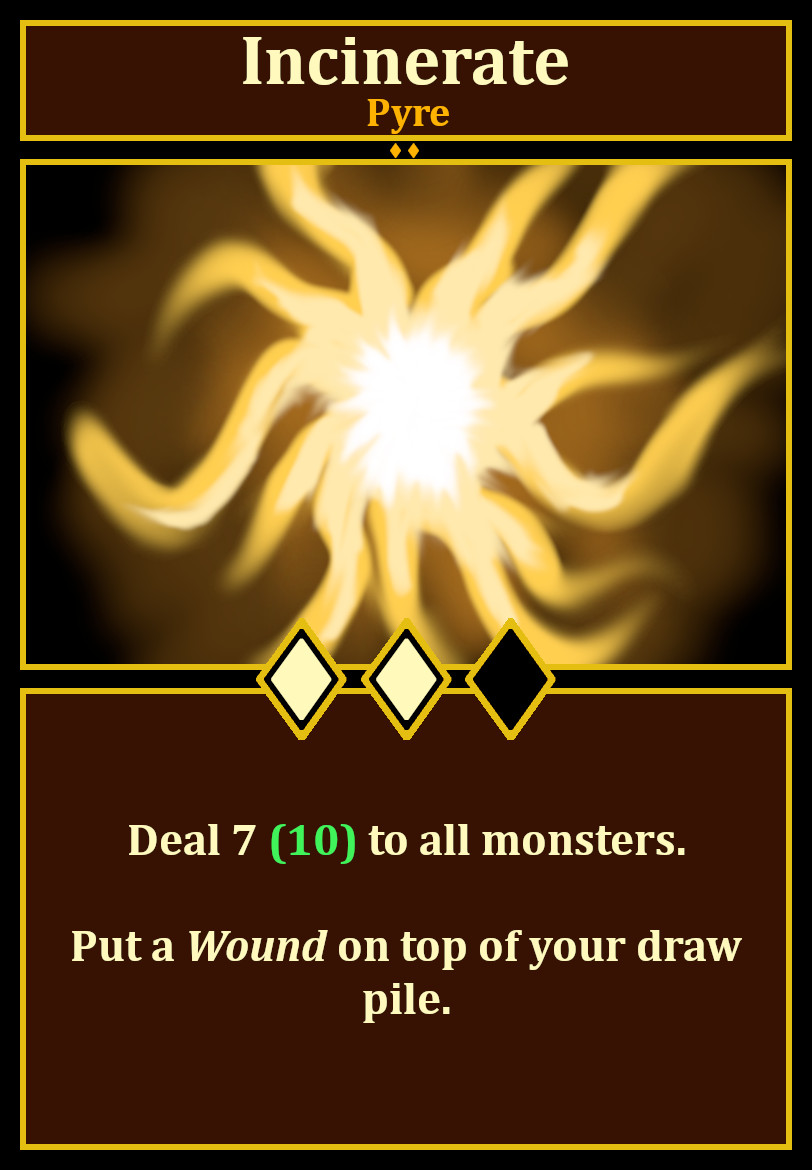 Incinerate
Pyre
Deal 7 (10) to all monsters.
Put a Wound on top of your draw
pile.